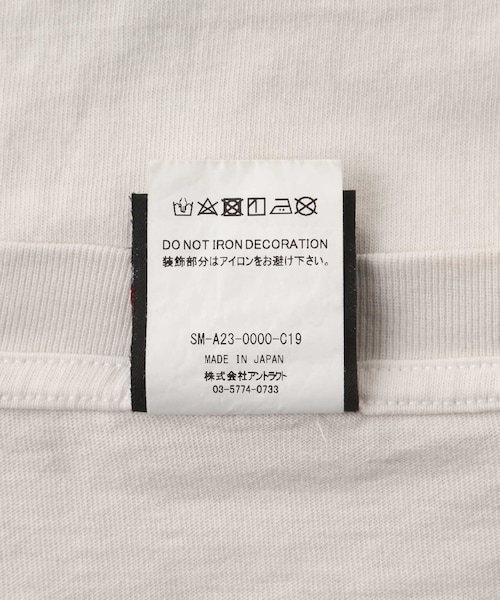 DO NOT IRON DECORATION
装飾部分はアイロンをお避け下さい。
SM-A23-0000-C19
MADE IN JAPAN
株式会社アントラクト
03-5774-0733